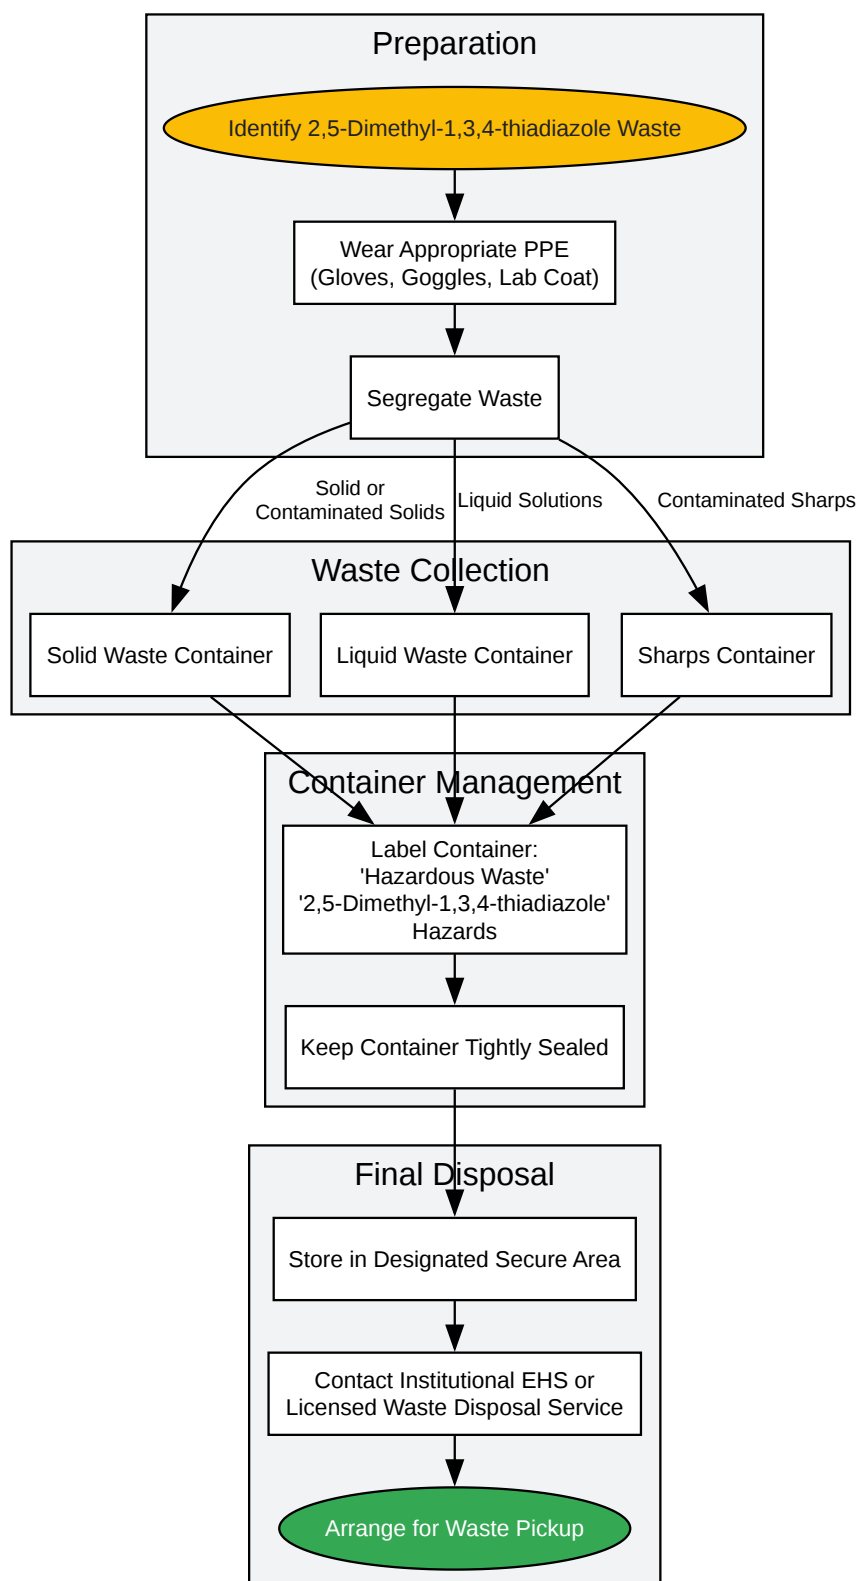 Preparation
Identify 2,5-Dimethyl-1,3,4-thiadiazole Waste
Wear Appropriate PPE
(Gloves, Goggles, Lab Coat)
Segregate Waste
Solid or
Contaminated Solids
Liquid Solutions
Contaminated Sharps
Waste Collection
Solid Waste Container
Liquid Waste Container
Sharps Container
Container Management
Label Container:
'Hazardous Waste'
'2,5-Dimethyl-1,3,4-thiadiazole'
Hazards
Keep Container Tightly Sealed
Final Disposal
Store in Designated Secure Area
Contact Institutional EHS or
Licensed Waste Disposal Service
Arrange for Waste Pickup